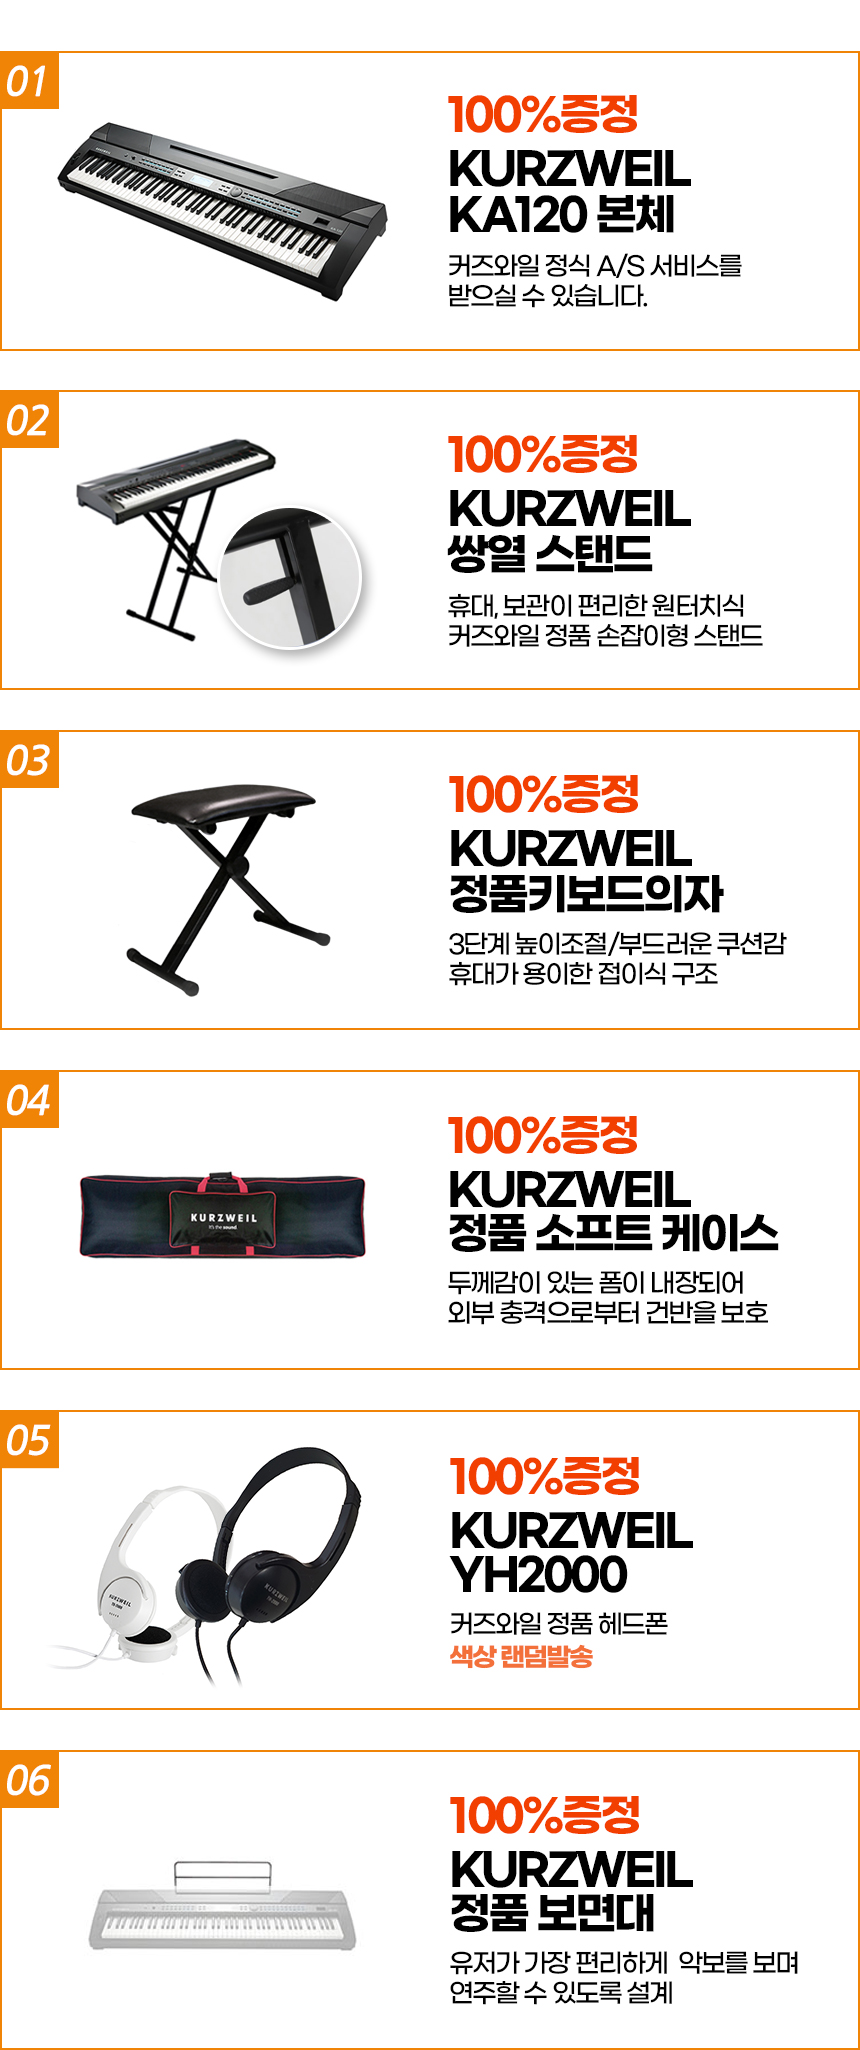 01
100%증정
KURZWEIL
KA120 본체
커즈와일 정식 A/S 서비스를
받으실 수 있습니다.
02
100%증정
KURZWEIL
쌍열 스탠드
휴대, 보관이 편리한 원터치식
커즈와일 정품 손잡이형 스탠드
03
100%증정
KURZWEIL
정품키보드의자
3단계 높이조절/부드러운 쿠션감
휴대가 용이한 접이식 구조
04
KURZWEIL
It's the sound.
100%증정
KURZWEIL
정품 소프트 케이스
두께감이 있는 폼이 내장되어
외부 충격으로부터 건반을 보호
05
KURZWEIL
KURZWEIL
100%증정
KURZWEIL
YH2000
커즈와일 정품 헤드폰
색상 랜덤발송
06
100%증정
KURZWEIL
정품 보면대
유저가 가장 편리하게 악보를 보며
연주할 수 있도록 설계